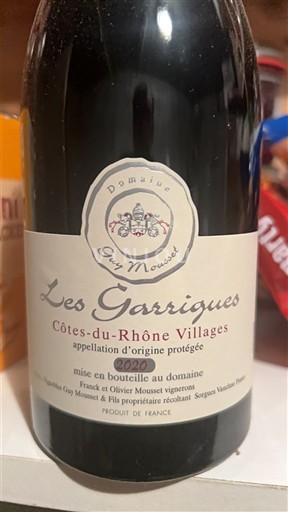 Domaine
Guy Mousset
Les Garrigues
Côtes-du-Rhône Villages
appellation d'origine protégée
2020
mise en bouteille au domaine
Franck et Olivier Mousset vignerons
Vignobles Guy Mousset & Fils propriétaire récoltant Sorgues Vaucluse France
PRODUIT DE FRANCE